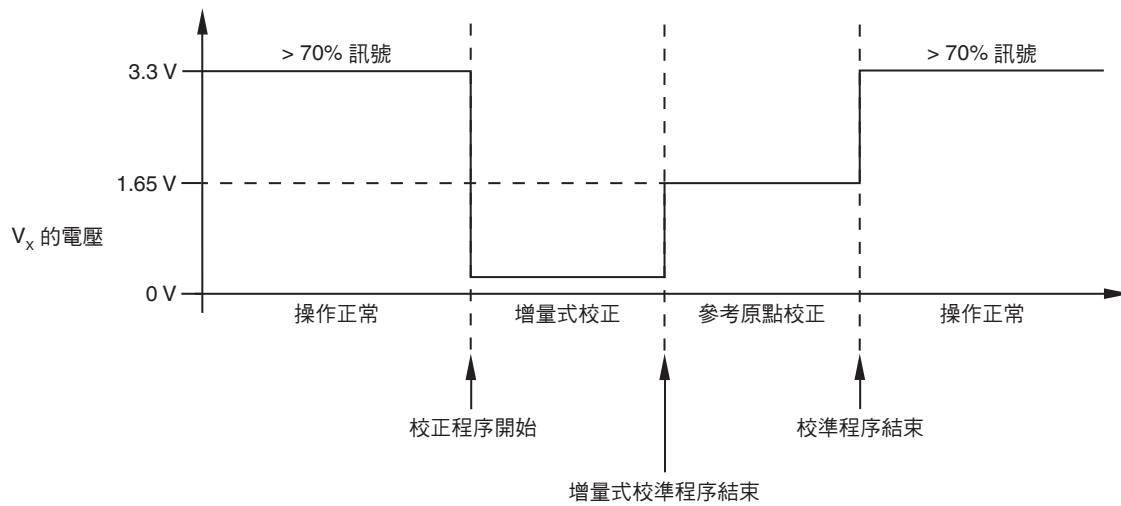 > 70% 訊號
> 70% 訊號
3.3 V
1.65 V
Vx 的電壓
0 V
操作正常
增量式校正
參考原點校正
操作正常
校正程序開始
校準程序結束
增量式校準程序結束